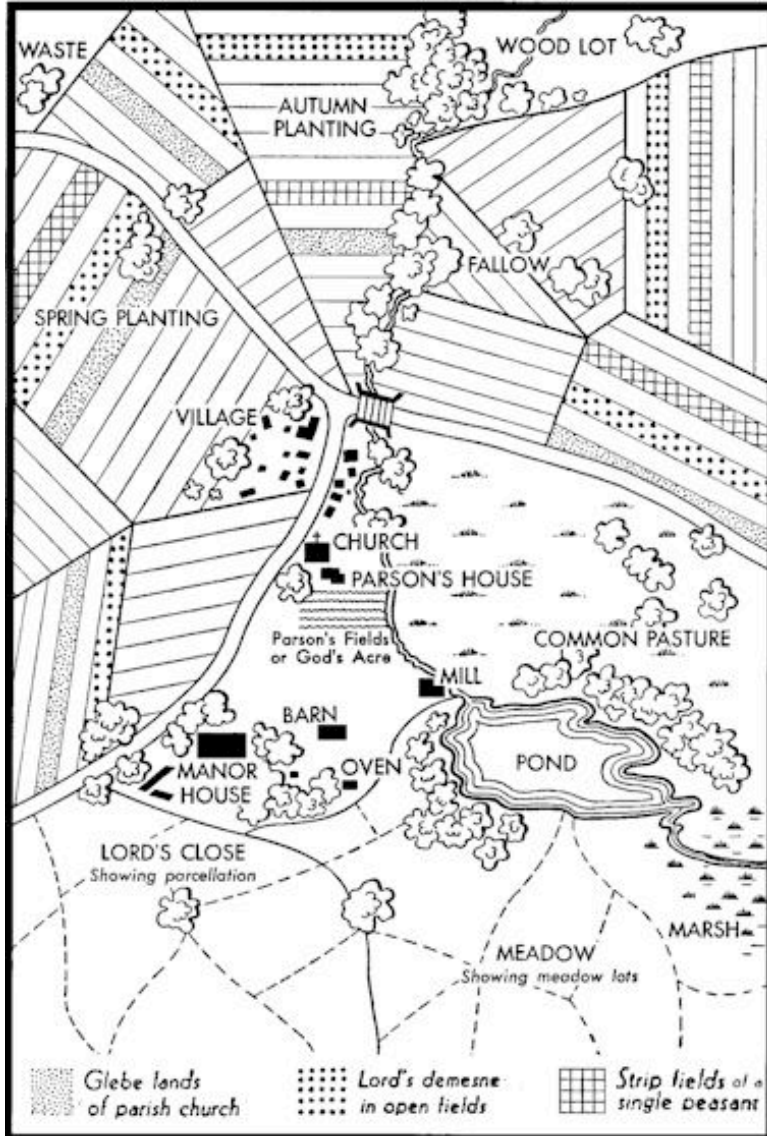 WASTE
WOOD LOT
AUTUMN
PLANTING
FALLOW
SPRING PLANTING
VILLAGE
CHURCH
PARSON'S HOUSE
Parson's Fields
or God's Acre
COMMON PASTURE
MILL
BARN
POND
MANOR
HOUSE
OVEN
LORD'S CLOSE
Showing parcellation
MARSH
MEADOW
Showing meadow lots
Glebe lands
of parish church
Lord's demesne
in open fields
Strip fields of a
single peasant